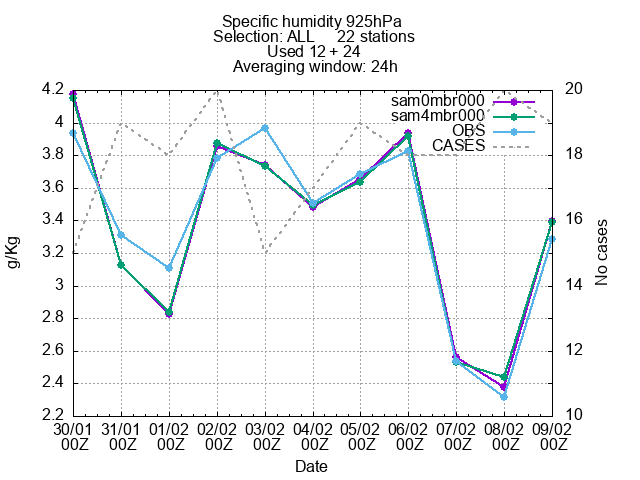 Specific humidity 925hPa
Selection: ALL 22 stations
Used 12 + 24
Averaging window: 24h
sam0mbr000
sam4mbr000
OBS
CASES
4.2
4
3.8
3.6
3.4
3.2
3
2.8
2.6
2.4
2.2
g/Kg
20
18
16
14
12
10
No cases
30/01 31/01 01/02 02/02 03/02 04/02 05/02 06/02 07/02 08/02 09/02
00Z 00Z 00Z 00Z 00Z 00Z 00Z 00Z 00Z 00Z 00Z
Date